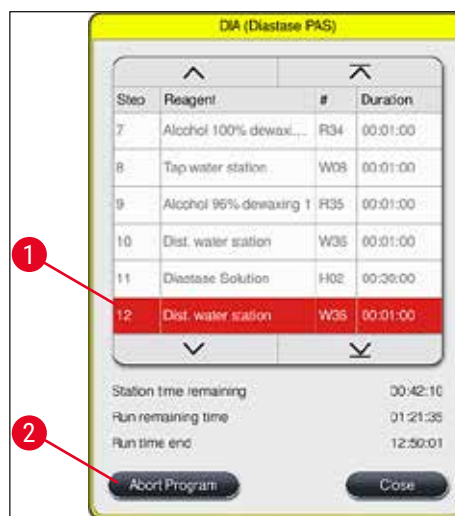 DIA (Diastase PAS)
Step Reagent # Duration
7 Alcohol 100% dewaxi... R34 00:01:00
8 Tap water station W08 00:01:00
9 Alcohol 96% dewaxing 1 R35 00:01:00
10 Dist. water station W36 00:01:00
11 Diastase Solution H02 00:30:00
1
12 Dist. water station W36 00:01:00
Station time remaining 00:42:10
Run remaining time 01:21:35
2
Run time end 12:50:01
Abort Program Close